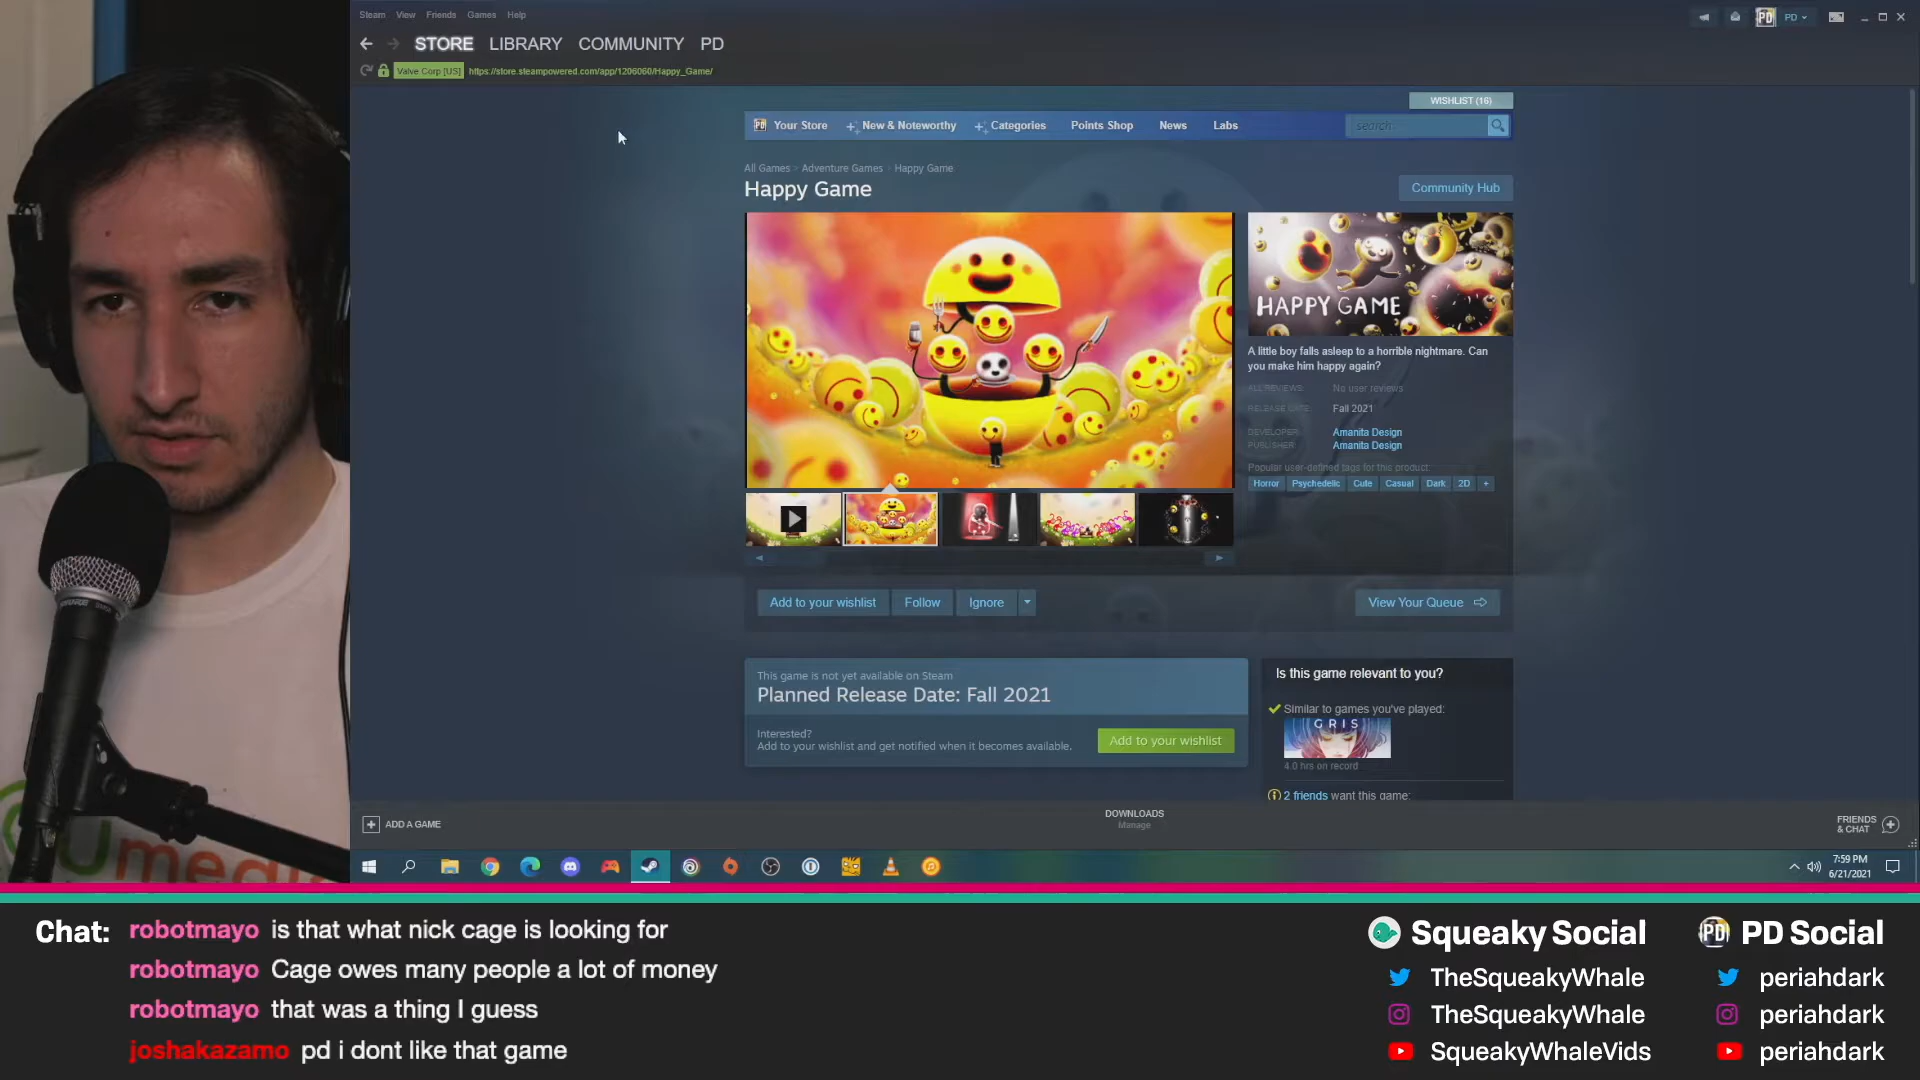 Steam View Friends Games Help
PD
STORE LIBRARY COMMUNITY PD
Valve Corp [US] https://store.steampowered.com/app/1206060/Happy_Game/
WISHLIST (16)
Your Store New & Noteworthy Categories Points Shop News Labs search
All Games > Adventure Games > Happy Game
Happy Game
Community Hub
HAPPY GAME
A little boy falls asleep to a horrible nightmare. Can
you make him happy again?
ALL REVIEWS: No user reviews
RELEASE DATE: Fall 2021
DEVELOPER: Amanita Design
PUBLISHER: Amanita Design
Popular user-defined tags for this product:
Horror Psychedelic Cute Casual Dark 2D +
Add to your wishlist Follow Ignore View Your Queue
This game is not yet available on Steam
Planned Release Date: Fall 2021
Interested?
Add to your wishlist and get notified when it becomes available.
Add to your wishlist
Is this game relevant to you?
Similar to games you've played:
GRIS
4.0 hrs on record
2 friends want this game:
ADD A GAME
DOWNLOADS
Manage
FRIENDS
& CHAT
7:59 PM
6/21/2021
Chat:
robotmayo is that what nick cage is looking for
robotmayo Cage owes many people a lot of money
robotmayo that was a thing I guess
joshakazamo pd i dont like that game
Squeaky Social
TheSqueakyWhale
TheSqueakyWhale
SqueakyWhaleVids
PD PD Social
periahdark
periahdark
periahdark